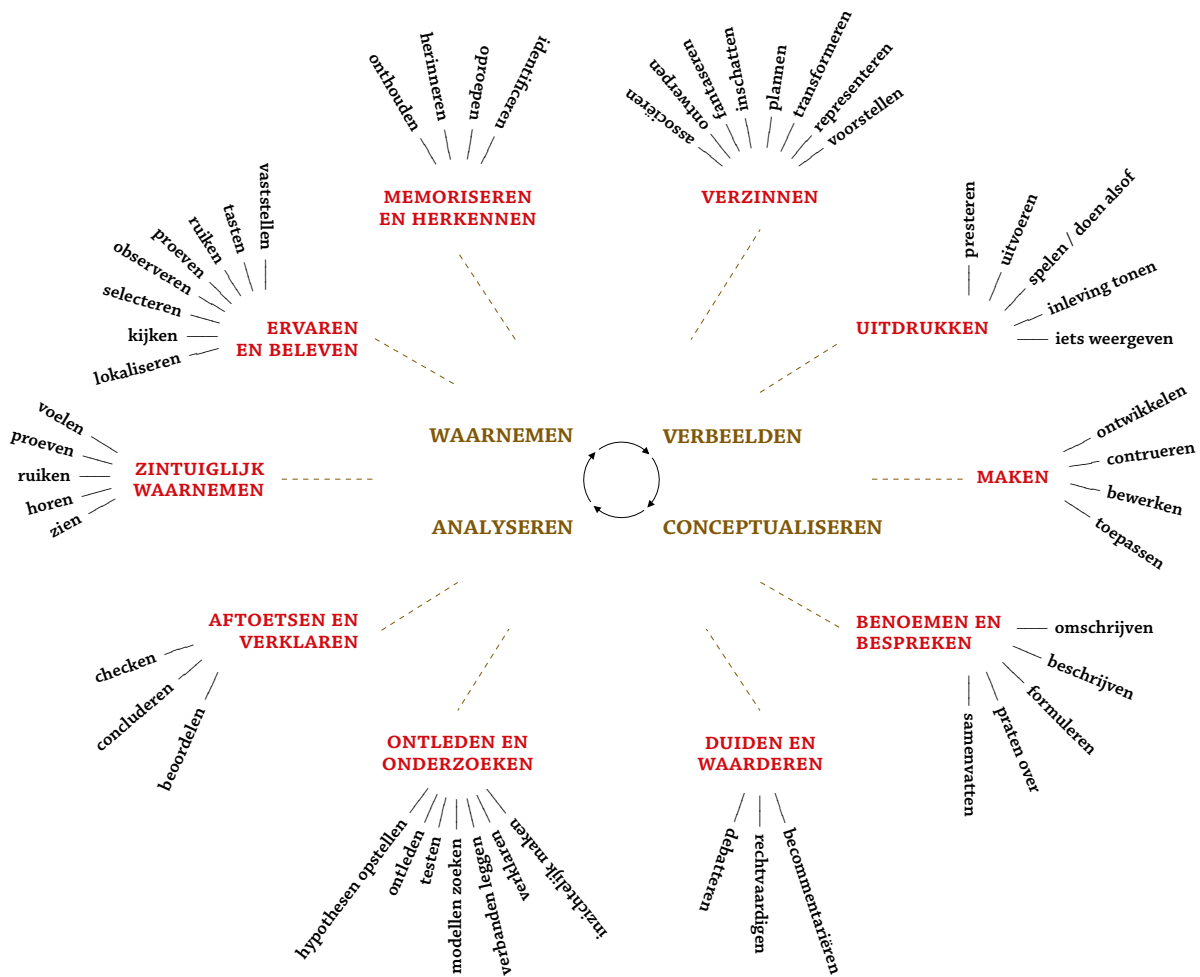 onthouden
herinneren
oproepen
identificeren
MEMORISEREN
EN HERKENNEN
associëren
ontwerpen
fantaseren
inschatten
plannen
transformeren
representeren
voorstellen
VERZINNEN
presteren
uitvoeren
spelen / doen alsof
inleving tonen
iets weergeven
UITDRUKKEN
vaststellen
tasten
ruiken
proeven
observeren
selecteren
kijken
lokaliseren
ERVAREN
EN BELEVEN
WAARNEMEN
VERBEELDEN
ANALYSEREN
CONCEPTUALISEREN
voelen
proeven
ruiken
horen
zien
ZINTUIGLIJK
WAARNEMEN
MAKEN
ontwikkelen
contrueren
bewerken
toepassen
AFTOETSEN EN
VERKLAREN
checken
concluderen
beoordelen
BENOEMEN EN
BESPREKEN
omschrijven
beschrijven
formuleren
praten over
samenvatten
ONTLEDEN EN
ONDERZOEKEN
hypothesen opstellen
ontleden
testen
modellen zoeken
verbanden leggen
verklaren
inzichtelijk maken
DUIDEN EN
WAARDEREN
debatteren
rechtvaardigen
becommentariëren